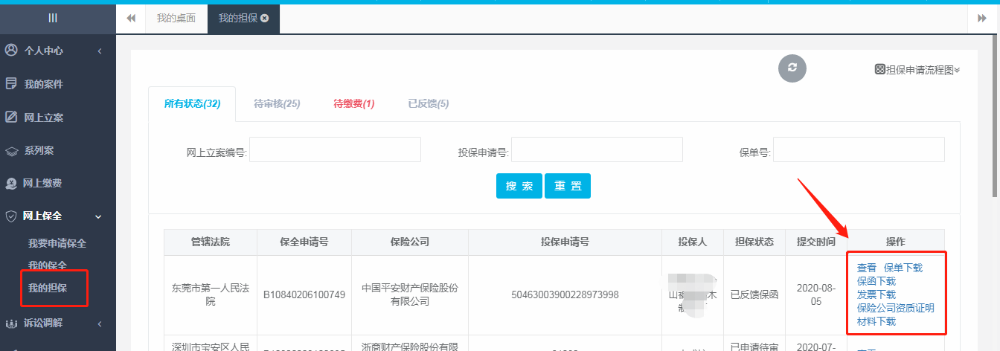 我的桌面
我的担保
个人中心
我的案件
网上立案
系列案
网上缴费
网上保全
我要申请保全
我的保全
我的担保
诉讼调解
担保申请流程图
所有状态(32)
待审核(25)
待缴费(1)
已反馈(5)
网上立案编号:
投保申请号:
保单号:
搜 索
重 置
管辖法院
保全申请号
保险公司
投保申请号
投保人
担保状态
提交时间
操作
东莞市第一人民法
院
B10840206100749
中国平安财产保险股份
有限公司
50463003900228973998
山
木
已反馈保函
2020-08-
05
查看 保单下载
保函下载
发票下载
保险公司资质证明
材料下载
深圳市宝安区人民
浙商财产保险股份有限
已申请待审
2020-07-